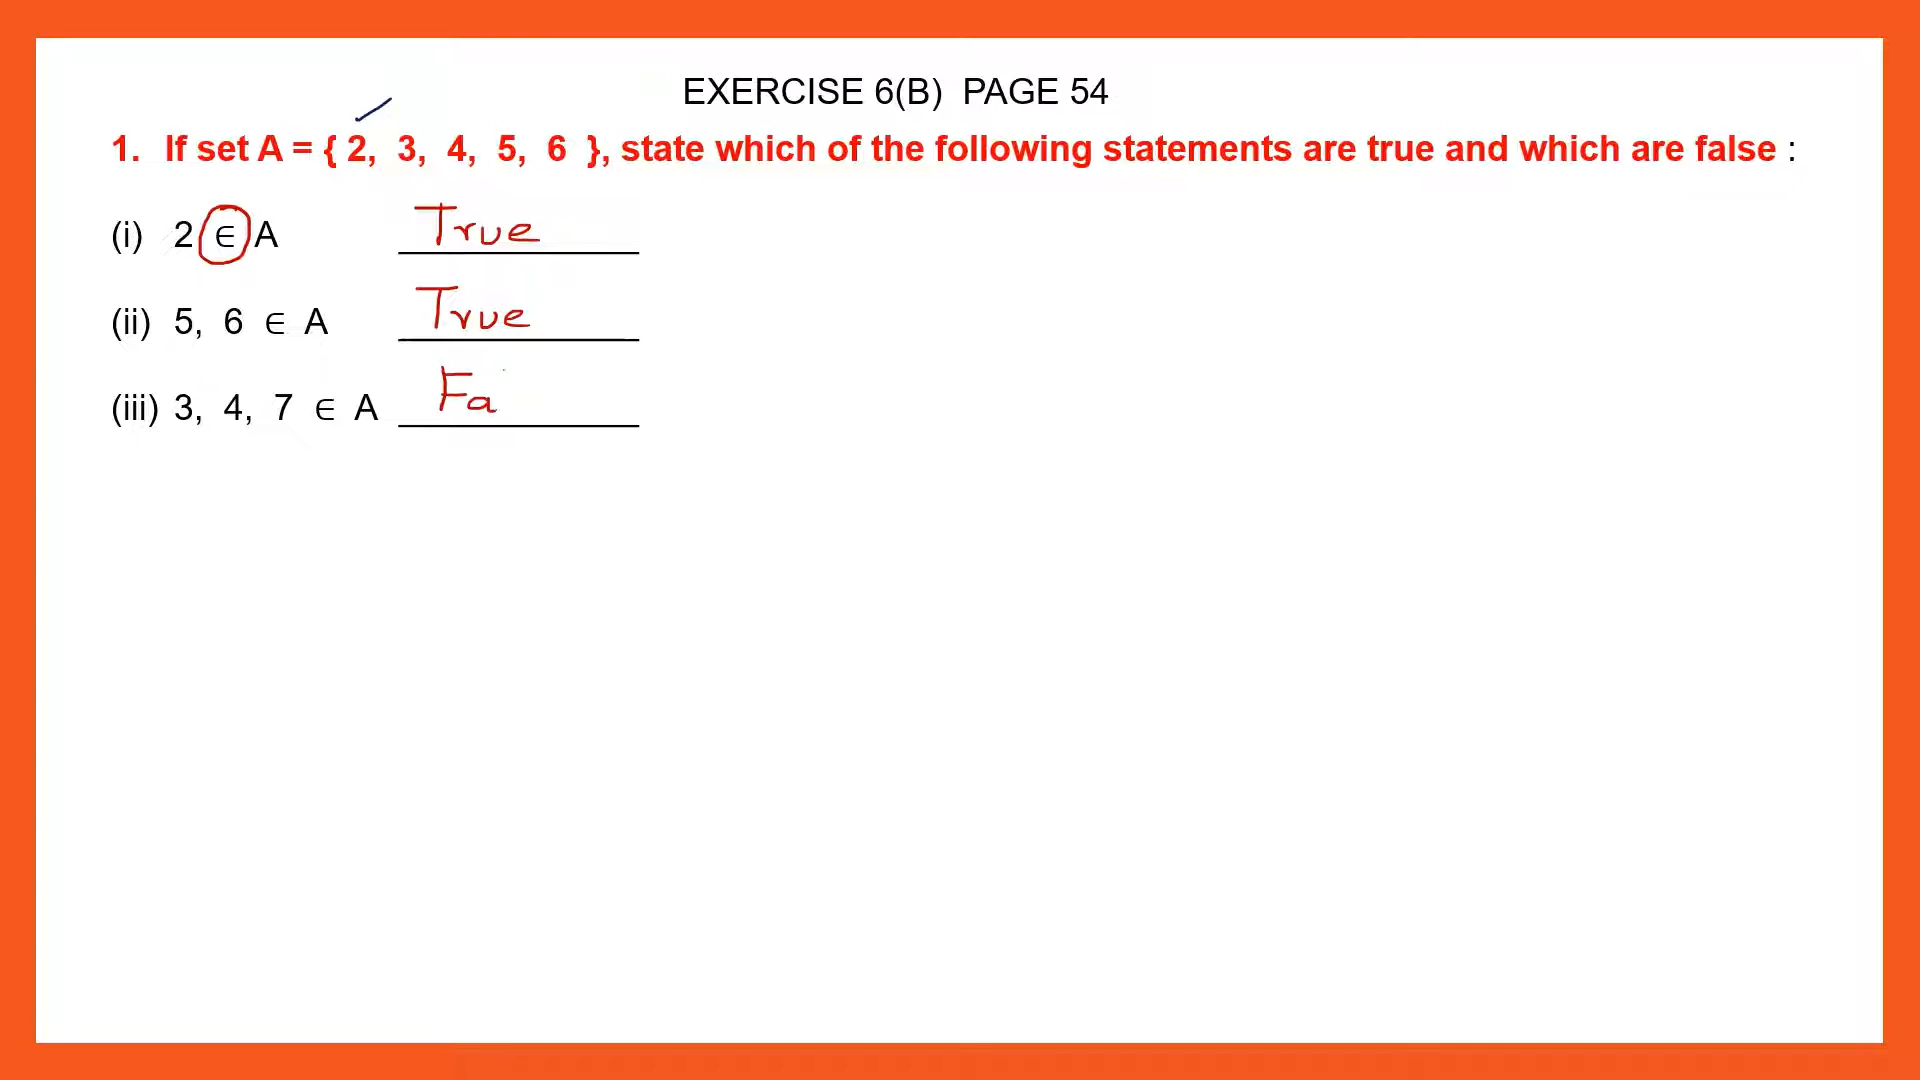 EXERCISE 6(B) PAGE 54
1. If set A = { 2, 3, 4, 5, 6 }, state which of the following statements are true and which are false :
(i) 2 ∈ A True
(ii) 5, 6 ∈ A True
(iii) 3, 4, 7 ∈ A Fa